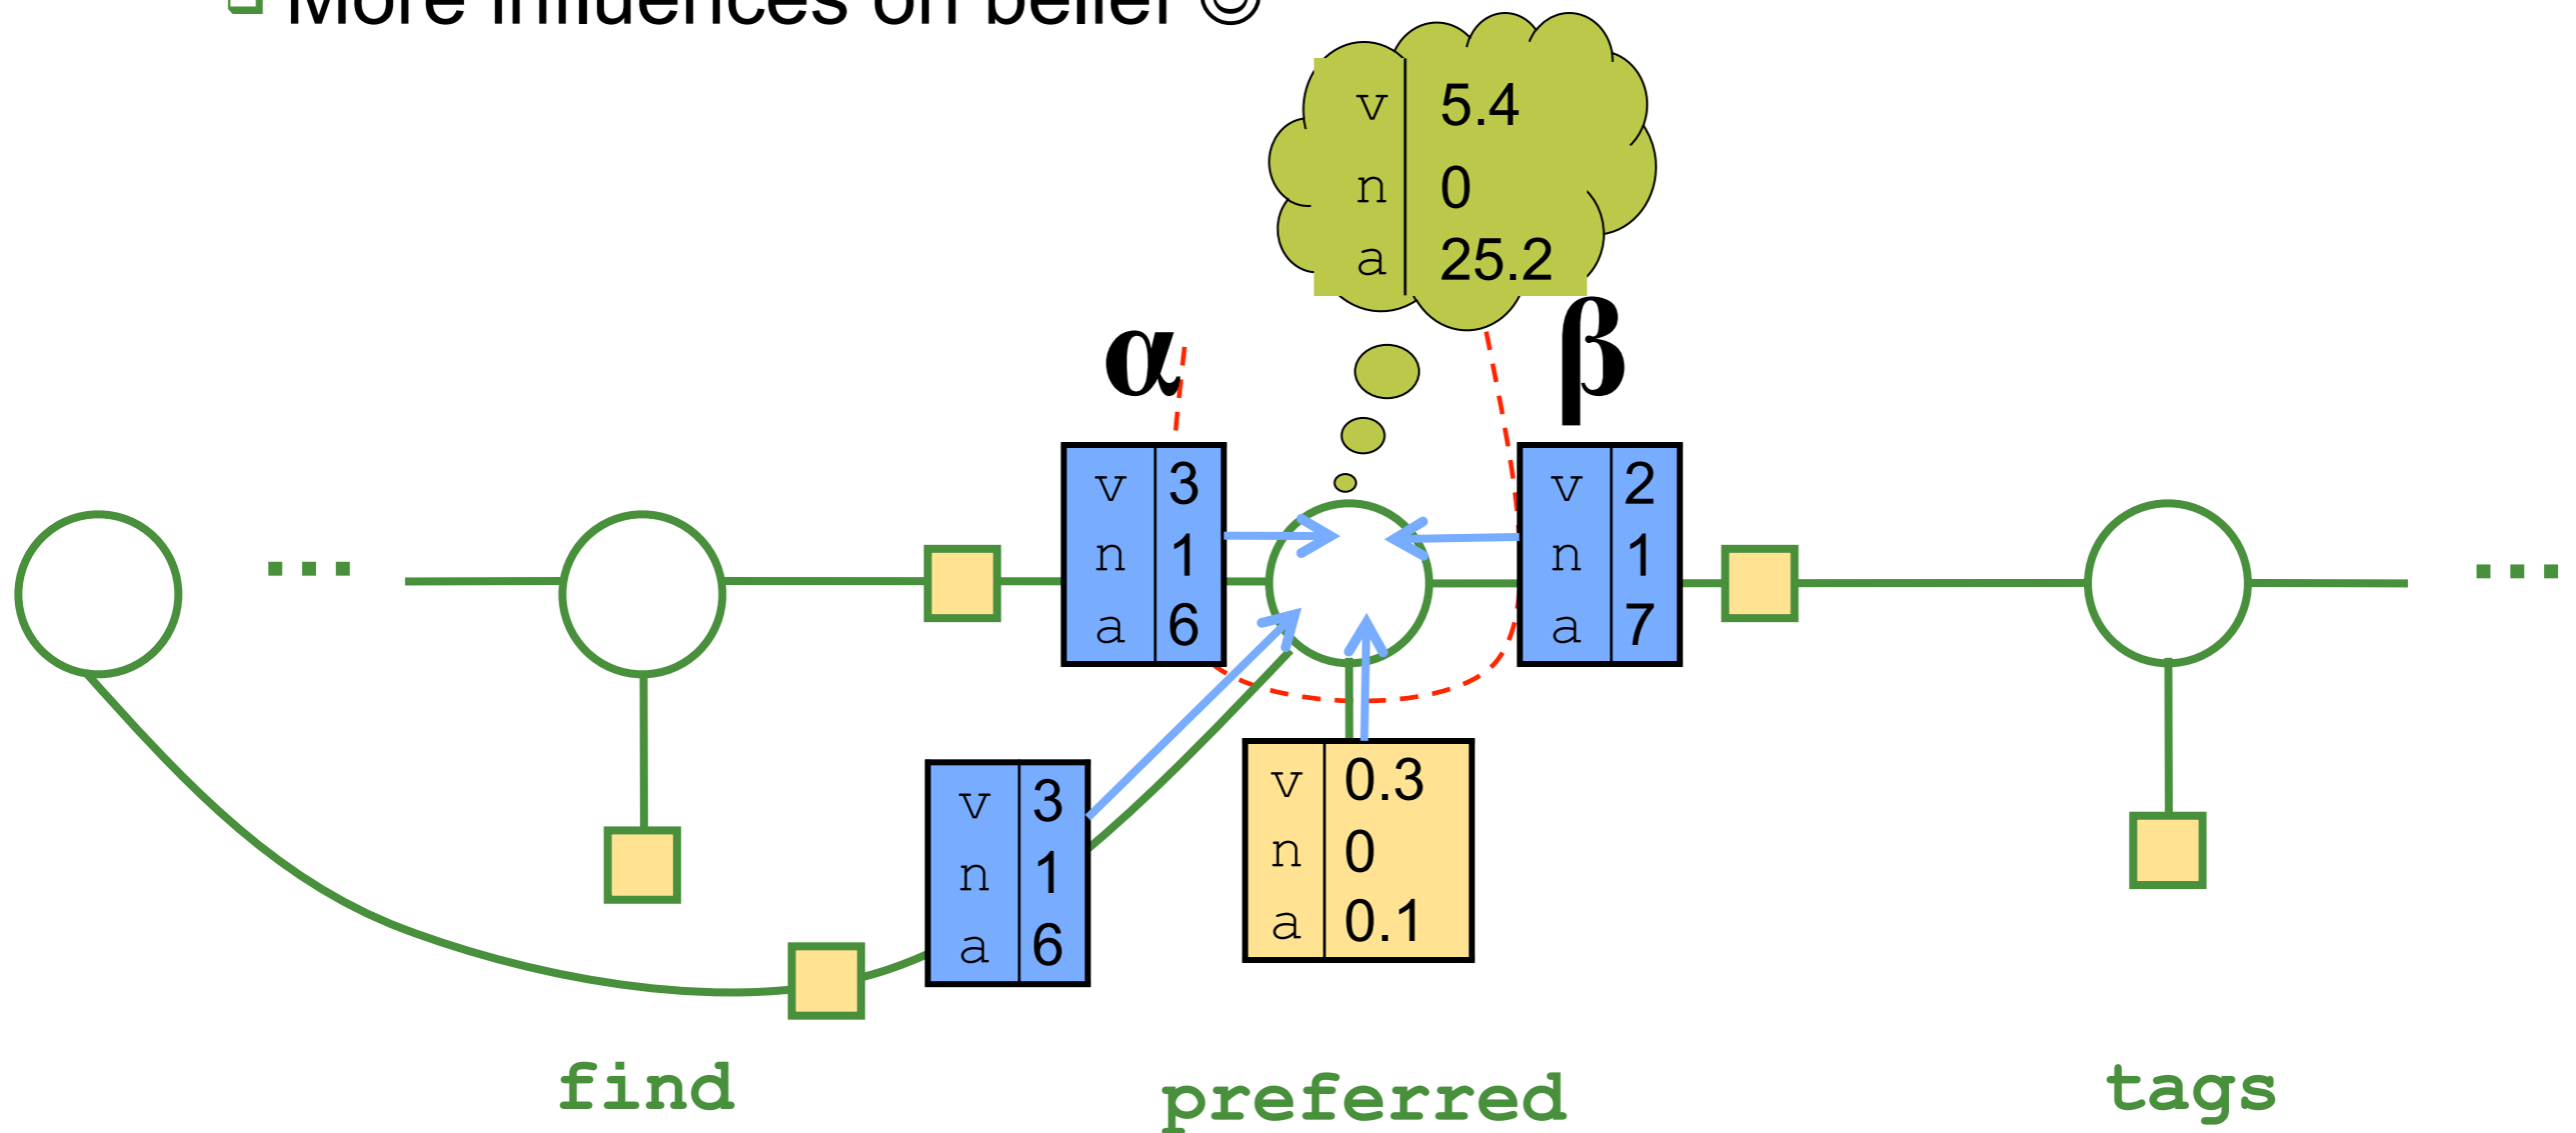 More influences on belief ☺
v 5.4
n 0
a 25.2
α
β
v 3
n 1
a 6
v 2
n 1
a 7
...
...
v 3
n 1
a 6
v 0.3
n 0
a 0.1
find
preferred
tags